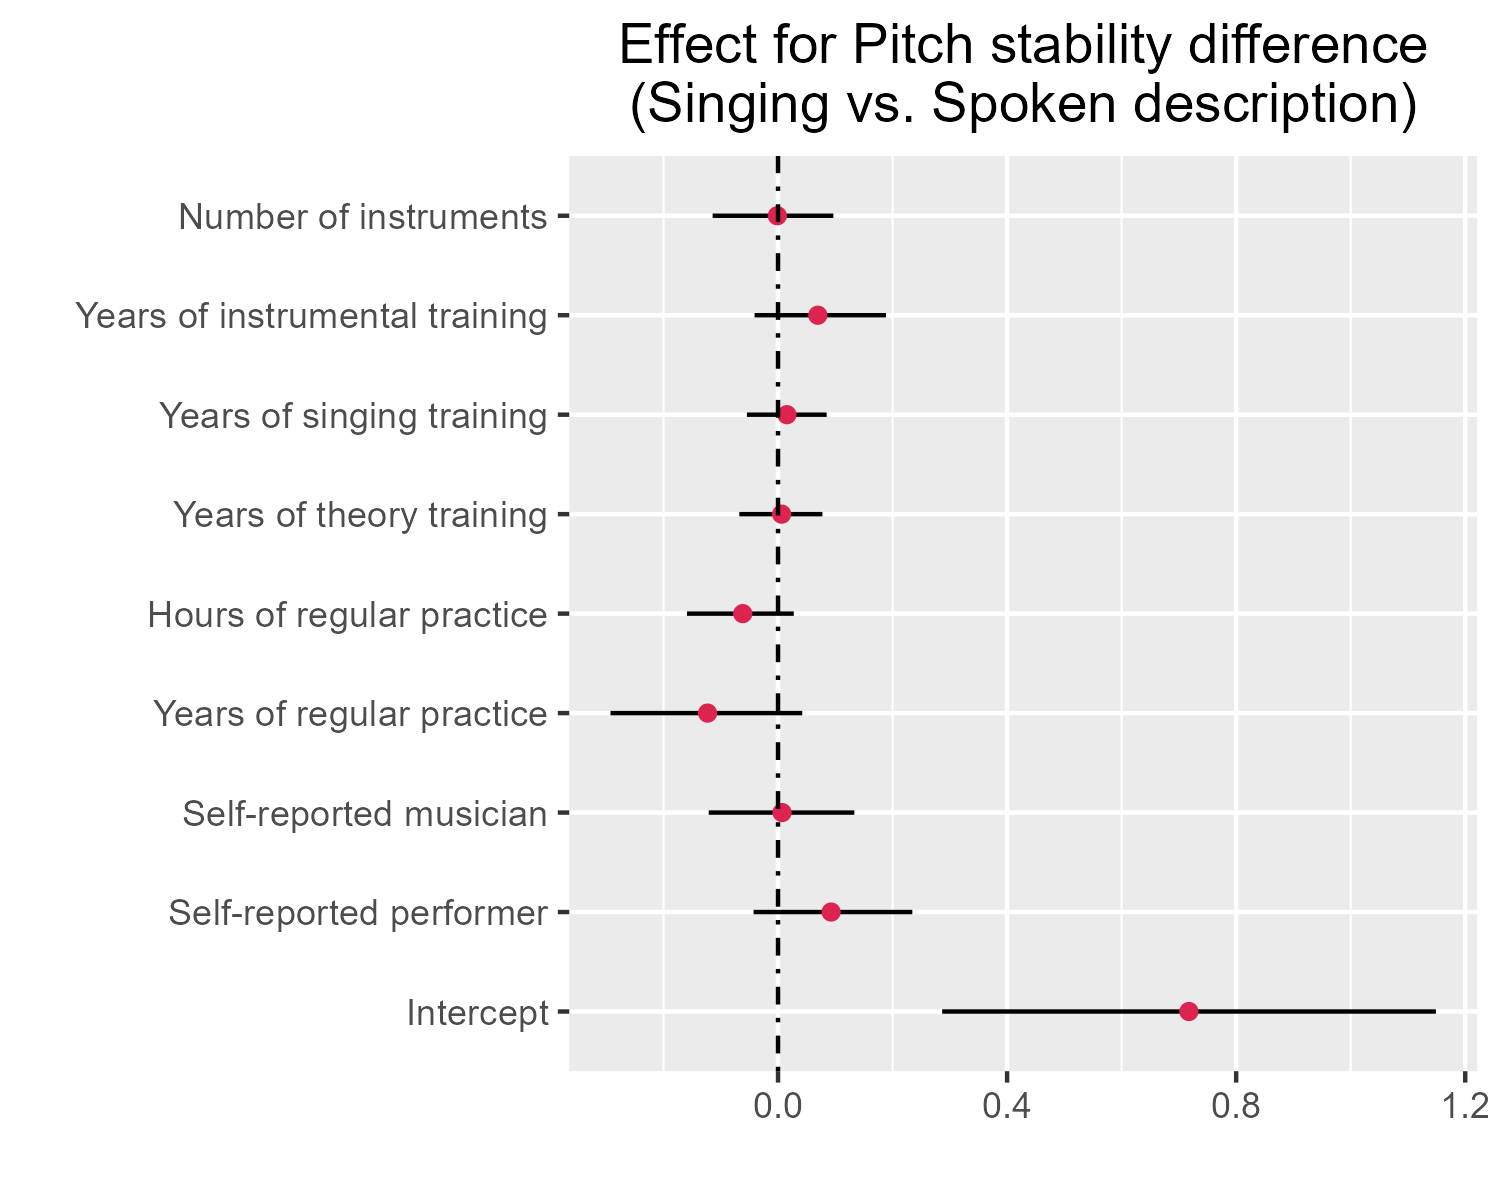 Effect for Pitch stability difference
(Singing vs. Spoken description)
Number of instruments
Years of instrumental training
Years of singing training
Years of theory training
Hours of regular practice
Years of regular practice
Self-reported musician
Self-reported performer
Intercept
0.0 0.4 0.8 1.2